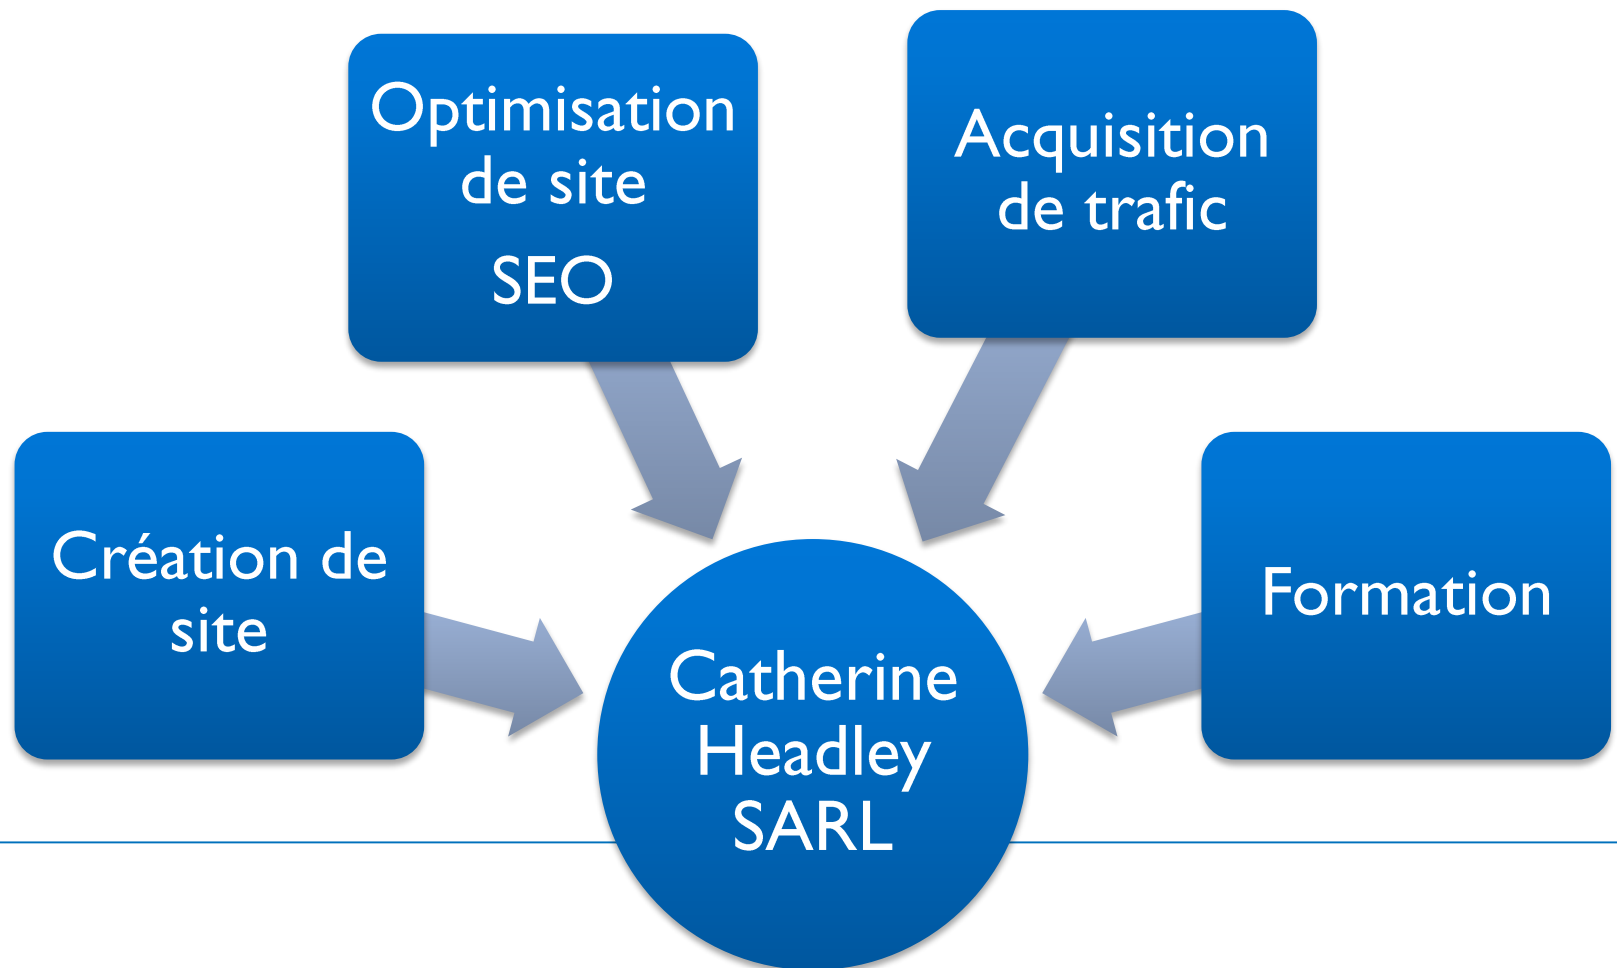 Optimisation
de site
SEO
Acquisition
de trafic
Création de
site
Formation
Catherine
Headley
SARL